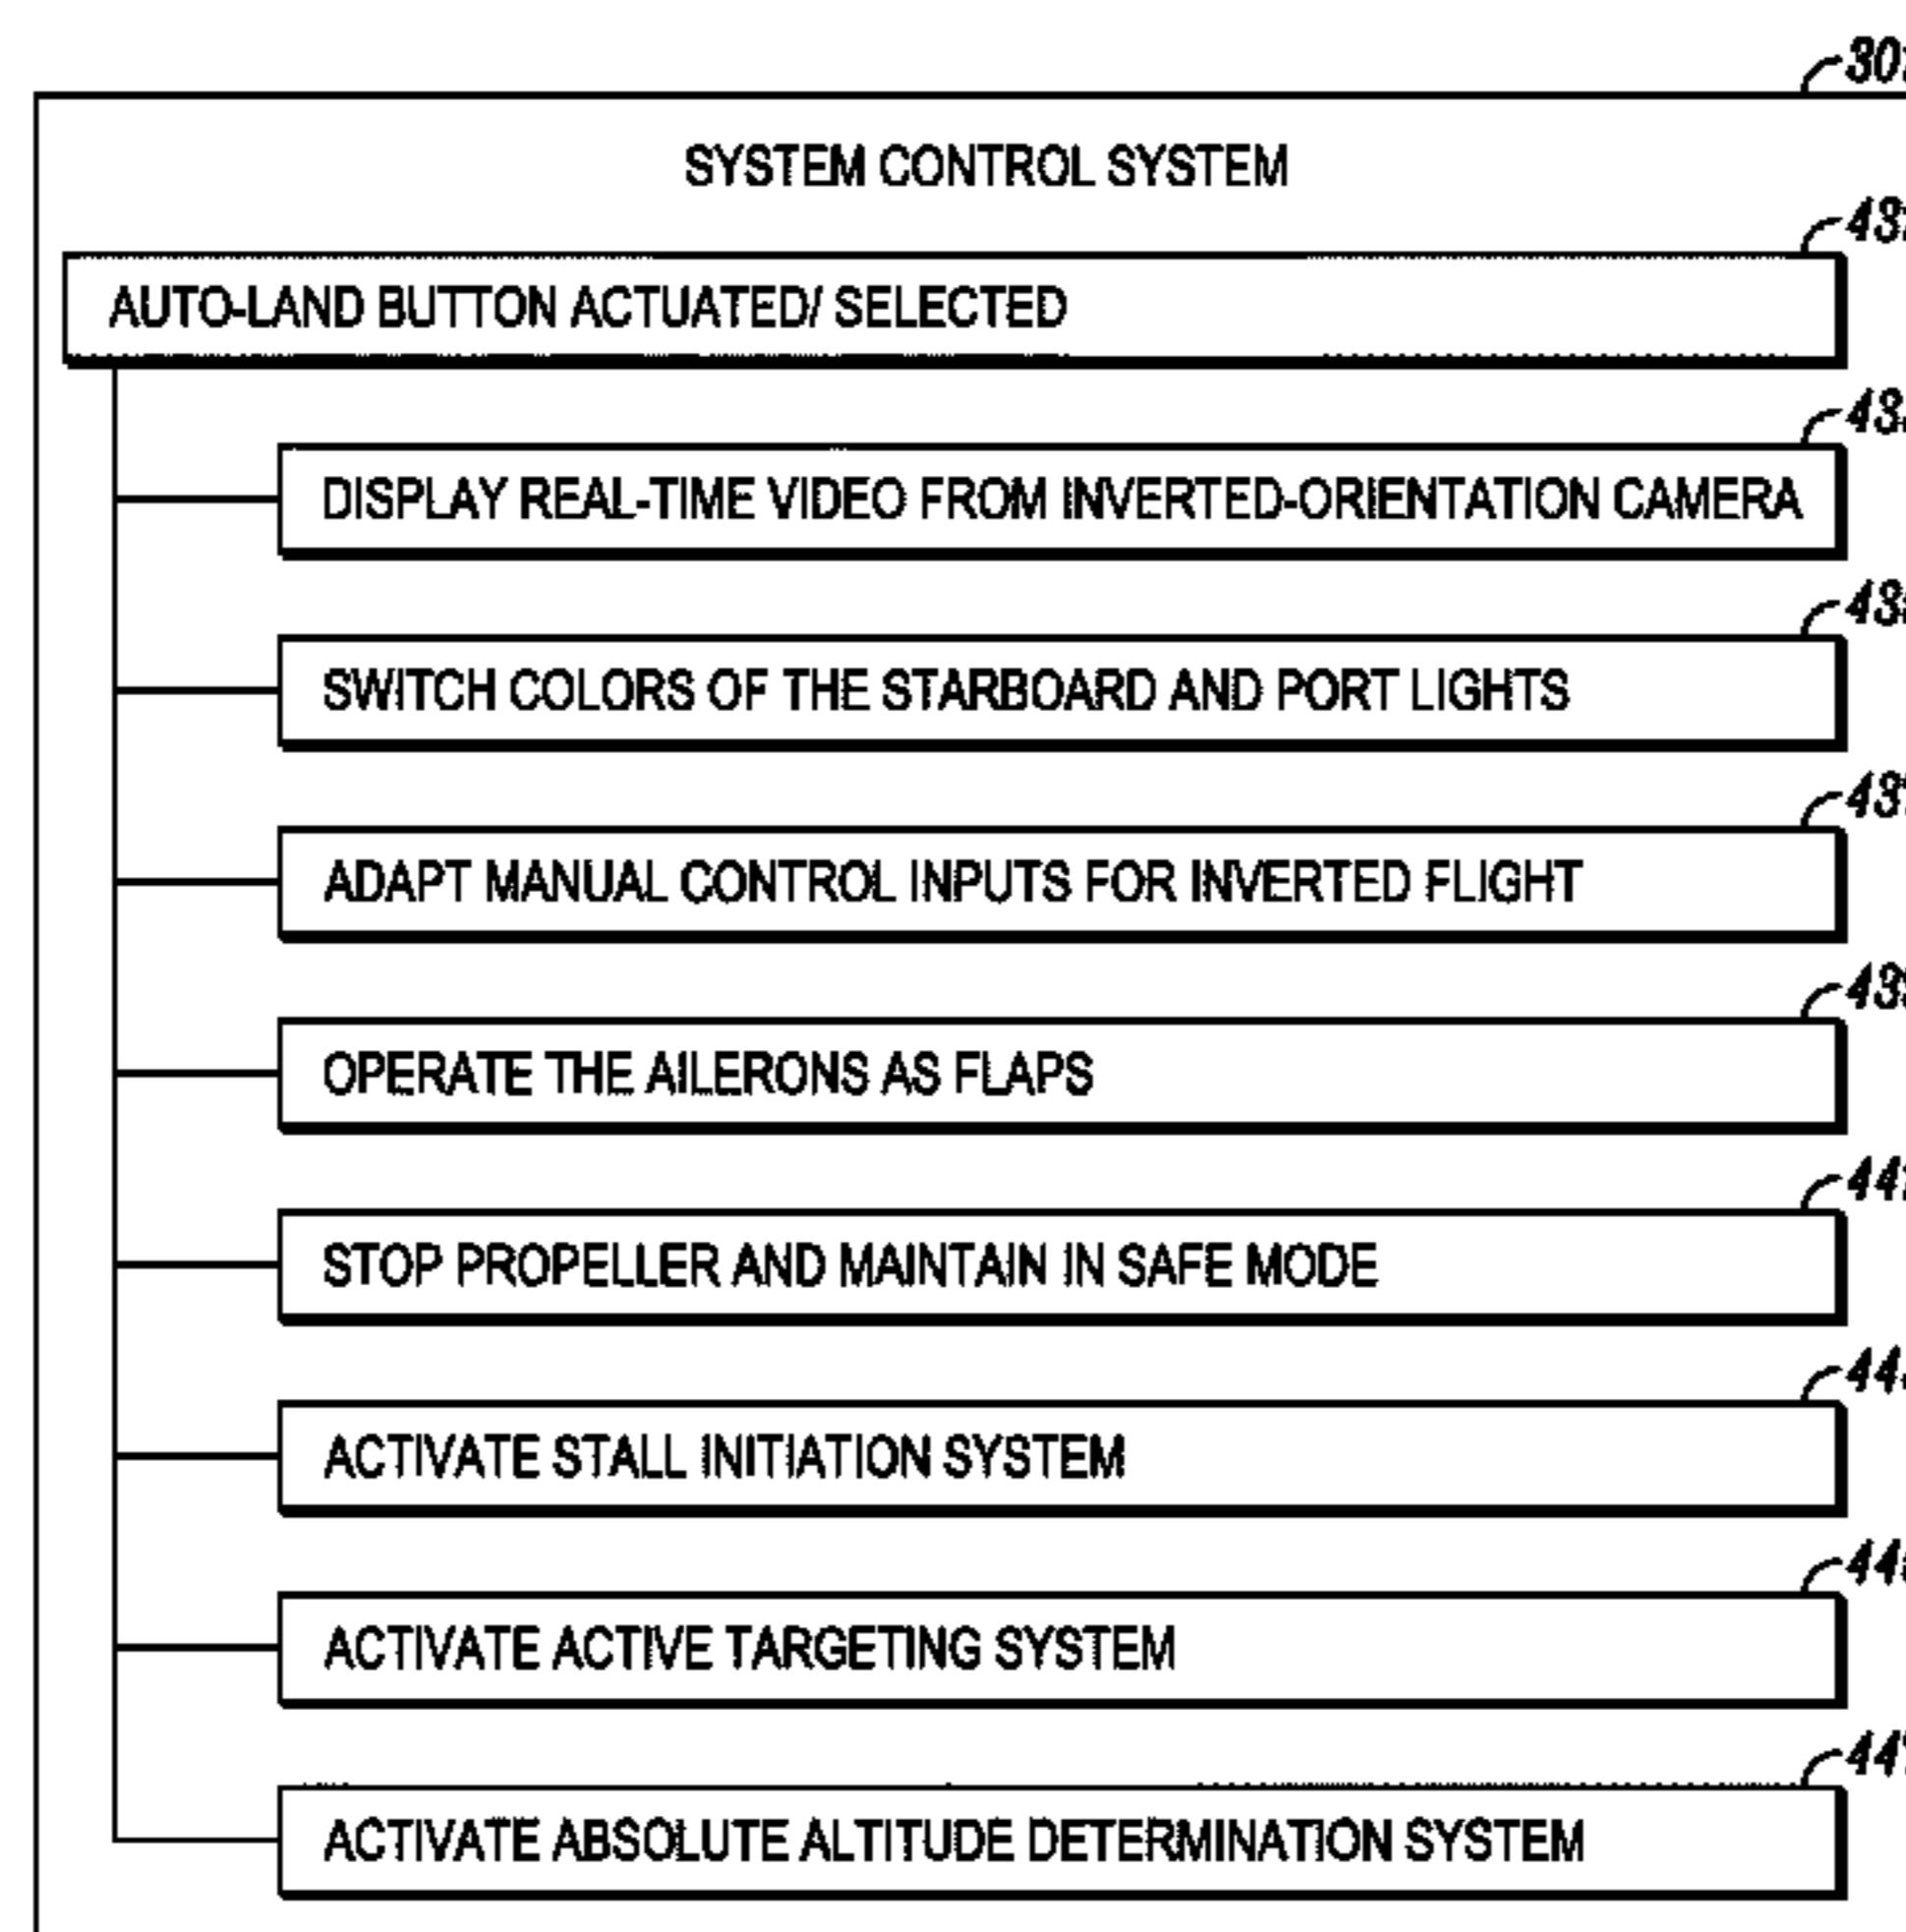 SYSTEM CONTROL SYSTEM
AUTO-LAND BUTTON ACTUATED/ SELECTED
DISPLAY REAL-TIME VIDEO FROM INVERTED-ORIENTATION CAMERA
SWITCH COLORS OF THE STARBOARD AND PORT LIGHTS
ADAPT MANUAL CONTROL INPUTS FOR INVERTED FLIGHT
OPERATE THE AILERONS AS FLAPS
STOP PROPELLER AND MAINTAIN IN SAFE MODE
ACTIVATE STALL INITIATION SYSTEM
ACTIVATE ACTIVE TARGETING SYSTEM
ACTIVATE ABSOLUTE ALTITUDE DETERMINATION SYSTEM